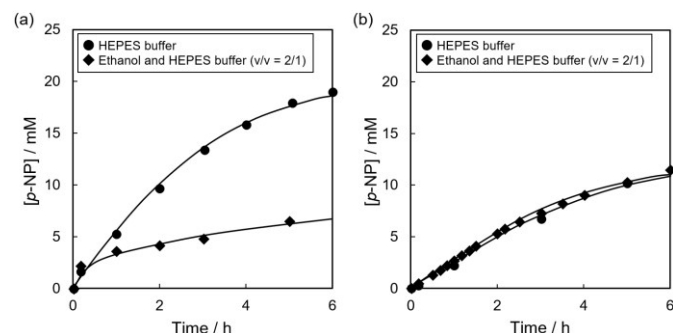 (a)
25
20
15
10
5
0
[p-NP] / mM
HEPES buffer
Ethanol and HEPES buffer (v/v = 2/1)
0 2 4 6
Time / h
(b)
25
20
15
10
5
0
[p-NP] / mM
HEPES buffer
Ethanol and HEPES buffer (v/v = 2/1)
0 2 4 6
Time / h